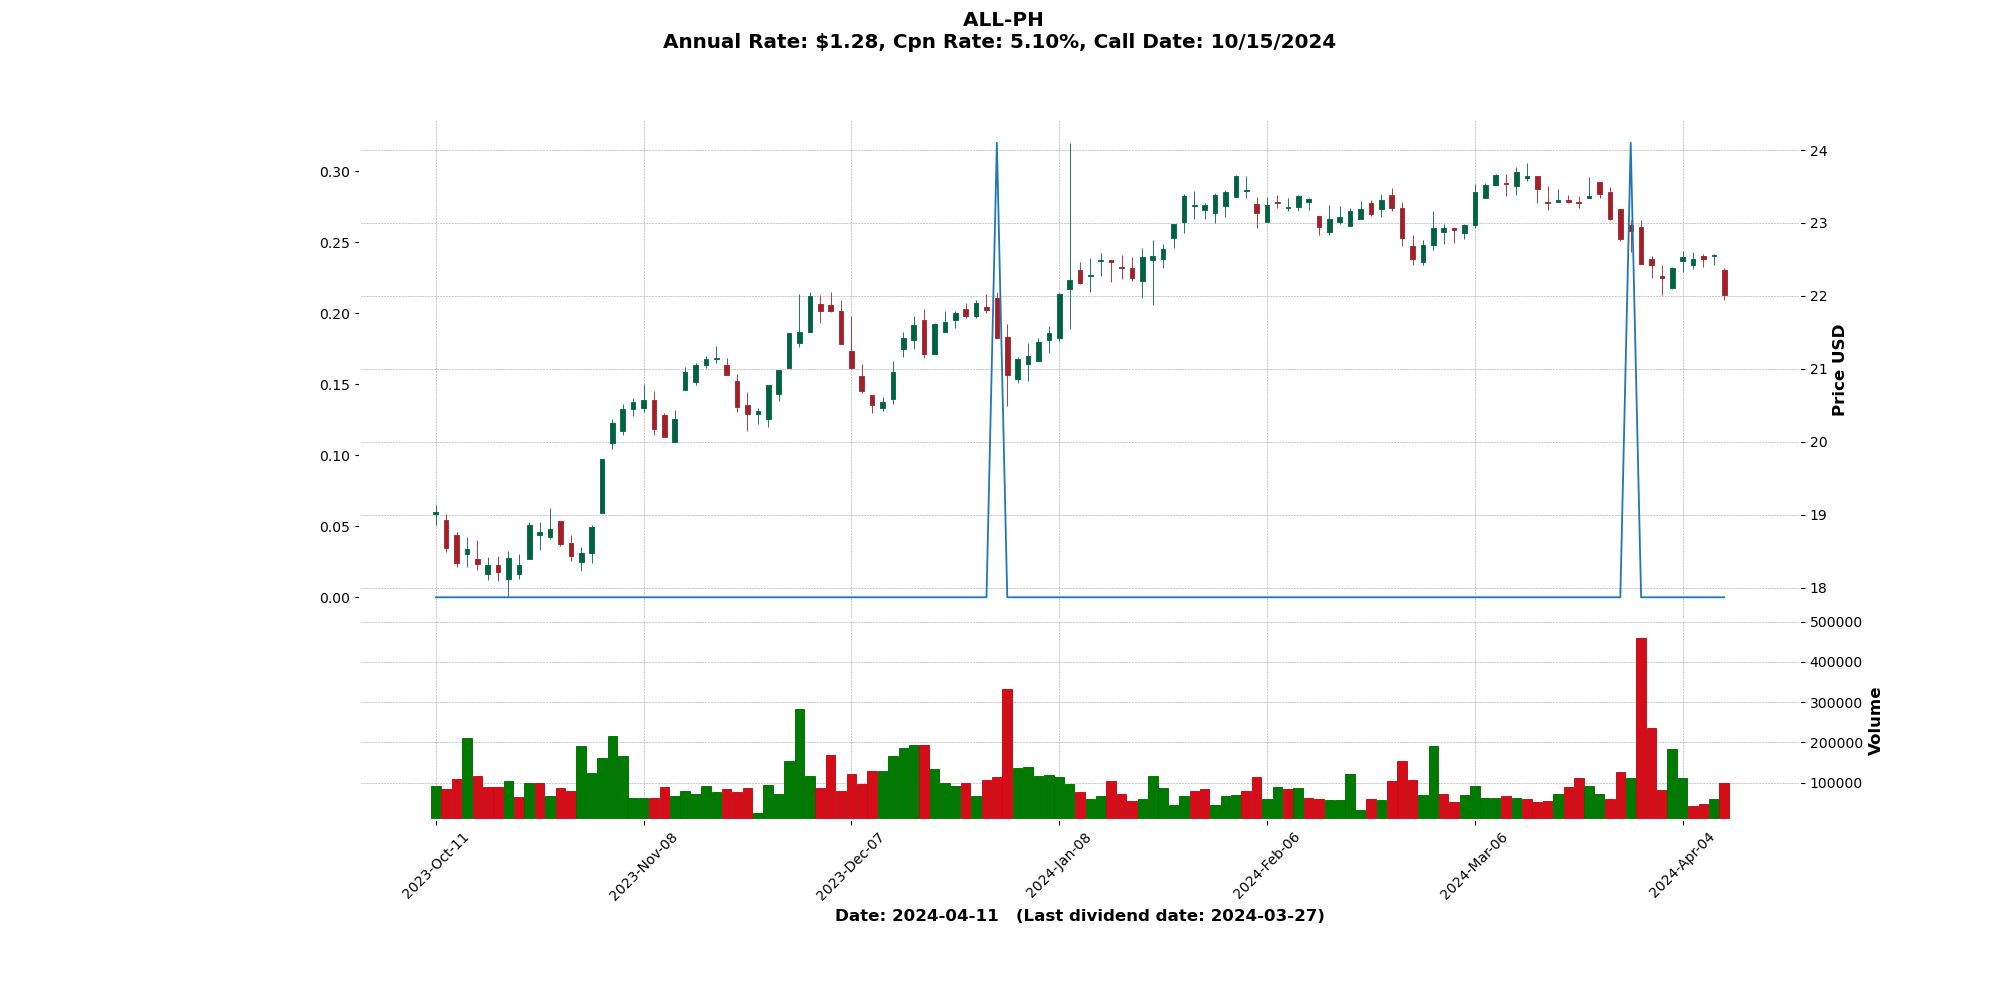 ALL-PH
Annual Rate: $1.28, Cpn Rate: 5.10%, Call Date: 10/15/2024
0.30
0.25
0.20
0.15
0.10
0.05
0.00
24
23
22
21
20
19
18
Price USD
500000
400000
300000
200000
100000
Volume
2023-Oct-11
2023-Nov-08
2023-Dec-07
2024-Jan-08
2024-Feb-06
2024-Mar-06
2024-Apr-04
Date: 2024-04-11 (Last dividend date: 2024-03-27)